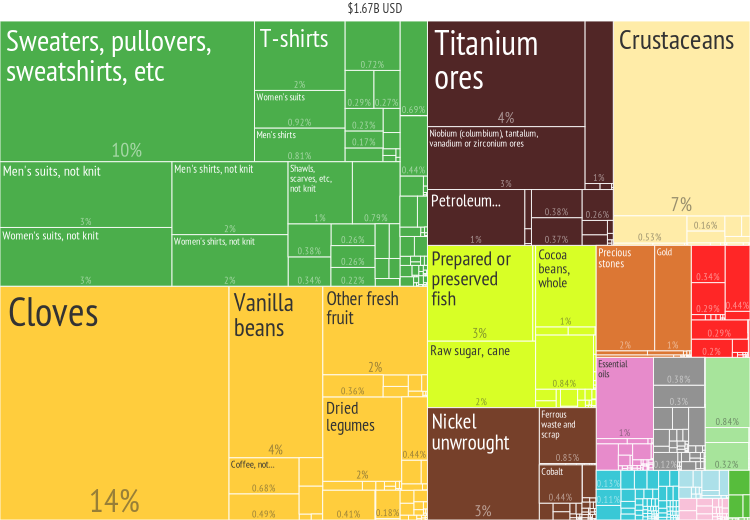 $1.67B USD
Sweaters, pullovers,
sweatshirts, etc
10%
T-shirts
2%
Women's suits
0.92%
Men's shirts
0.81%
0.72%
0.29%
0.27%
0.23%
0.17%
0.69%
0.44%
Men's suits, not knit
3%
Women's suits, not knit
3%
Men's shirts, not knit
2%
Women's shirts, not knit
2%
Shawls,
scarves, etc,
not knit
1%
0.79%
0.38%
0.34%
0.26%
0.26%
0.22%
Titanium
ores
4%
Niobium (columbium), tantalum,
vanadium or zirconium ores
3%
1%
Petroleum...
1%
0.38%
0.37%
0.26%
Crustaceans
7%
0.53%
0.16%
Cloves
14%
Vanilla
beans
4%
Coffee, not...
0.68%
0.49%
Other fresh
fruit
2%
0.36%
Dried
legumes
2%
0.44%
0.41%
0.18%
Prepared or
preserved
fish
3%
Cocoa
beans,
whole
1%
Raw sugar, cane
2%
0.84%
Precious
stones
2%
Gold
1%
0.34%
0.29%
0.44%
0.29%
0.2%
Nickel
unwrought
3%
Ferrous
waste and
scrap
0.85%
Cobalt
0.44%
Essential
oils
1%
0.38%
0.3%
0.12%
0.84%
0.32%
0.13%
0.11%